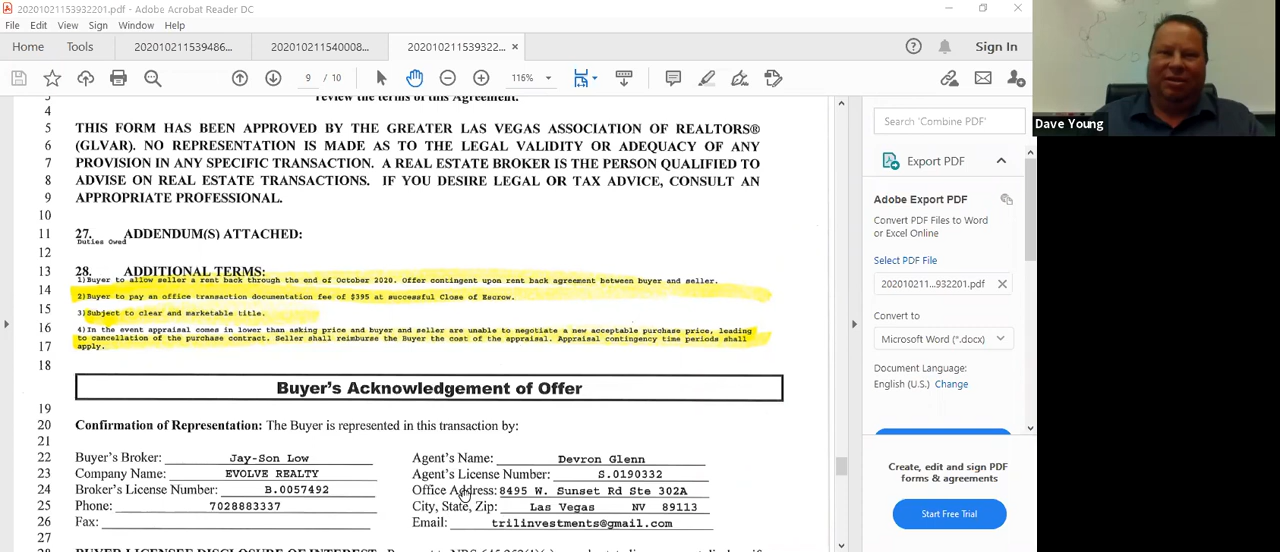 20201021153932201.pdf - Adobe Acrobat Reader DC
File Edit View Sign Window Help
Home Tools 202010211539486... 202010211540008... 202010211539322... × Sign In
9 / 10 116%
review the terms of this Agreement.
4
5 THIS FORM HAS BEEN APPROVED BY THE GREATER LAS VEGAS ASSOCIATION OF REALTORS®
6 (GLVAR). NO REPRESENTATION IS MADE AS TO THE LEGAL VALIDITY OR ADEQUACY OF ANY
7 PROVISION IN ANY SPECIFIC TRANSACTION. A REAL ESTATE BROKER IS THE PERSON QUALIFIED TO
8 ADVISE ON REAL ESTATE TRANSACTIONS. IF YOU DESIRE LEGAL OR TAX ADVICE, CONSULT AN
9 APPROPRIATE PROFESSIONAL.
10
11 27. ADDENDUM(S) ATTACHED:
Duties Owed
12
13 28. ADDITIONAL TERMS:
1)Buyer to allow seller a rent back through the end of October 2020. Offer contingent upon rent back agreement between buyer and seller.
14
2)Buyer to pay an office transaction documentation fee of $395 at successful Close of Escrow.
15 3)Subject to clear and marketable title.
16 4)In the event appraisal comes in lower than asking price and buyer and seller are unable to negotiate a new acceptable purchase price, leading
to cancellation of the purchase contract. Seller shall reimburse the Buyer the cost of the appraisal. Appraisal contingency time periods shall
17 apply.
18
Buyer's Acknowledgement of Offer
19
20 Confirmation of Representation: The Buyer is represented in this transaction by:
21
22 Buyer's Broker: Jay-Son Low Agent's Name: Devron Glenn
23 Company Name: EVOLVE REALTY Agent's License Number: S.0190332
24 Broker's License Number: B.0057492 Office Address: 8495 W. Sunset Rd Ste 302A
25 Phone: 7028883337 City, State, Zip: Las Vegas NV 89113
26 Fax: Email: trilinvestments@gmail.com
27
Dave Young
Search 'Combine PDF'
Export PDF
Adobe Export PDF
Convert PDF Files to Word
or Excel Online
Select PDF File
202010211...932201.pdf ×
Convert to
Microsoft Word (*.docx)
Document Language:
English (U.S.) Change
Create, edit and sign PDF
forms & agreements
Start Free Trial